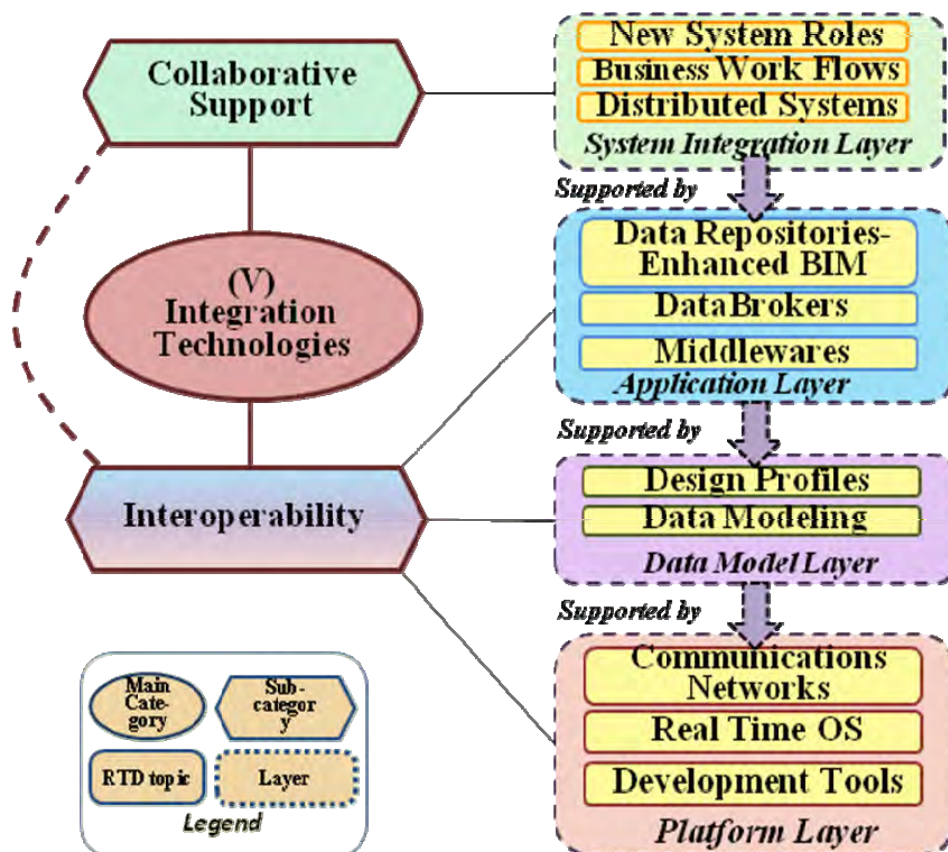 Collaborative
Support
(V)
Integration
Technologies
Interoperability
New System Roles
Business Work Flows
Distributed Systems
System Integration Layer
Supported by
Data Repositories-
Enhanced BIM
DataBrokers
Middlewares
Application Layer
Supported by
Design Profiles
Data Modeling
Data Model Layer
Supported by
Communications
Networks
Real Time OS
Development Tools
Platform Layer
Main
Cate-
gory
Sub-
categor
y
RTD topic
Layer
Legend